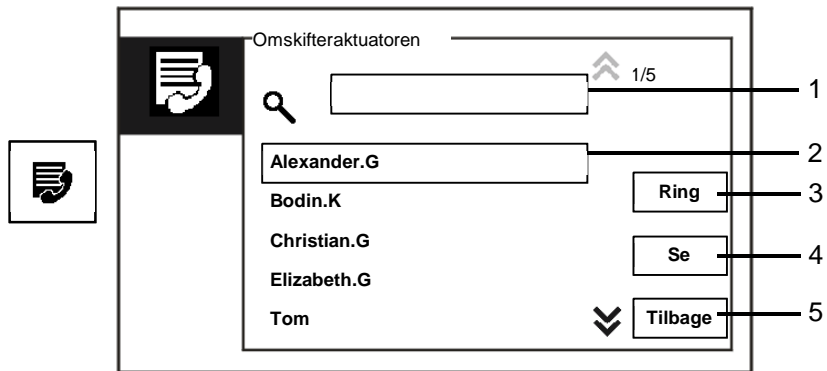 Omskifteraktuatoren
1/5
1
Alexander.G
2
Bodin.K
Ring
3
Christian.G
Se
4
Elizabeth.G
Tom
Tilbage
5